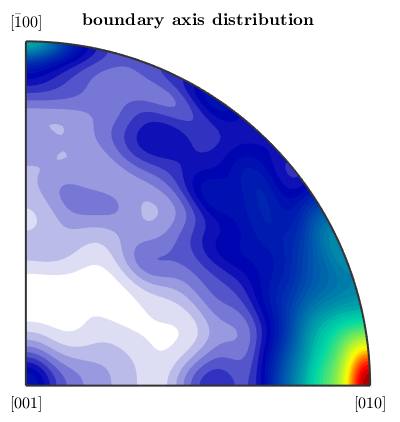 [1̄00]
boundary axis distribution
[001]
[010]